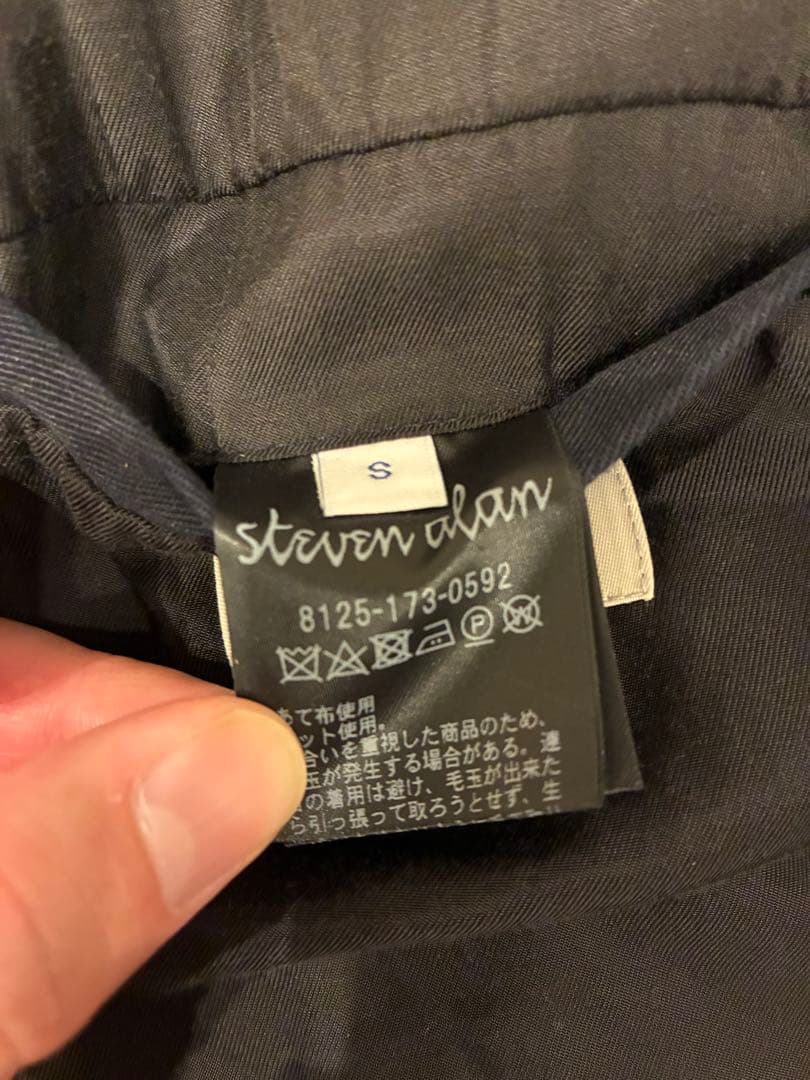 S
steven alan
8125-173-0592
P W
あて布使用
ット使用。
合いを重視した商品のため、
玉が発生する場合がある。連
の着用は避け、毛玉が出来た
ら引っ張って取ろうとせず、生